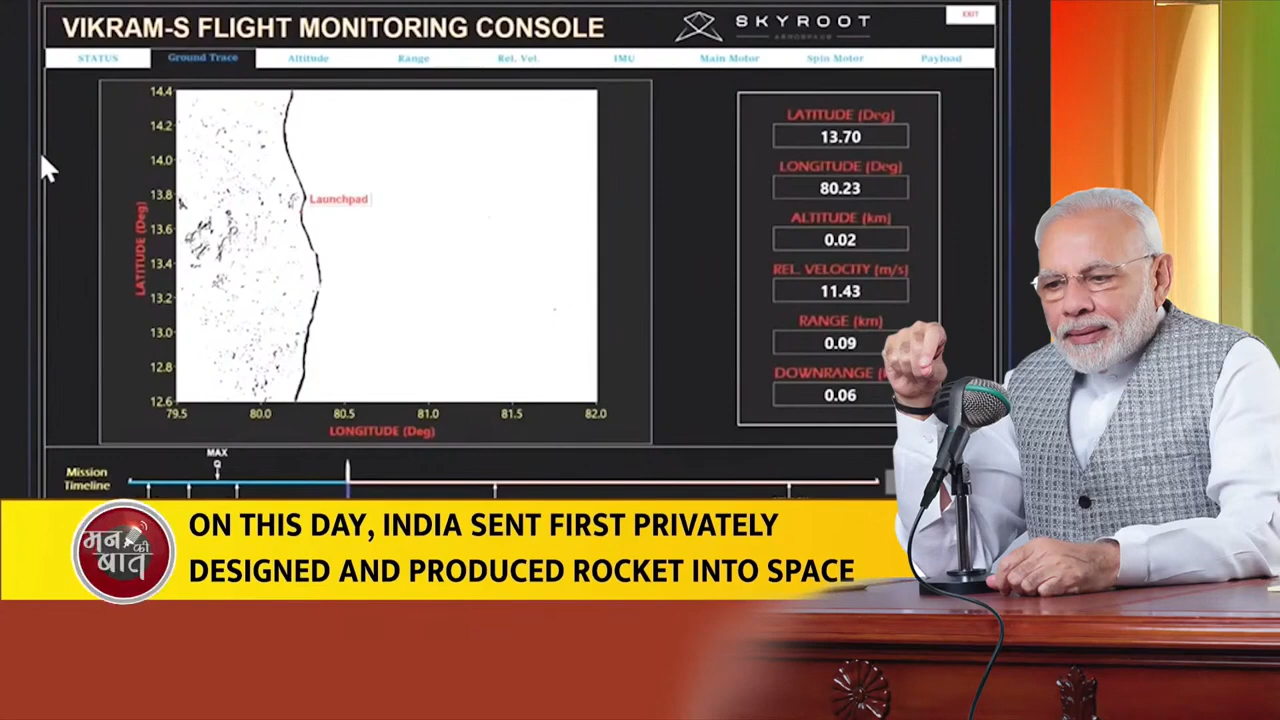 VIKRAM-S FLIGHT MONITORING CONSOLE
SKYROOT
AEROSPACE
EXIT
STATUS Ground Trace Altitude Range Rel. Vel. IMU Main Motor Spin Motor Payload
14.4
14.2
14.0
13.8
13.6
13.4
13.2
13.0
12.8
12.6
LATITUDE (Deg)
Launchpad
79.5 80.0 80.5 81.0 81.5 82.0
LONGITUDE (Deg)
LATITUDE (Deg)
13.70
LONGITUDE (Deg)
80.23
ALTITUDE (km)
0.02
REL. VELOCITY (m/s)
11.43
RANGE (km)
0.09
DOWNRANGE
0.06
MAX
Q
Mission
Timeline
मन
की
बात
ON THIS DAY, INDIA SENT FIRST PRIVATELY
DESIGNED AND PRODUCED ROCKET INTO SPACE